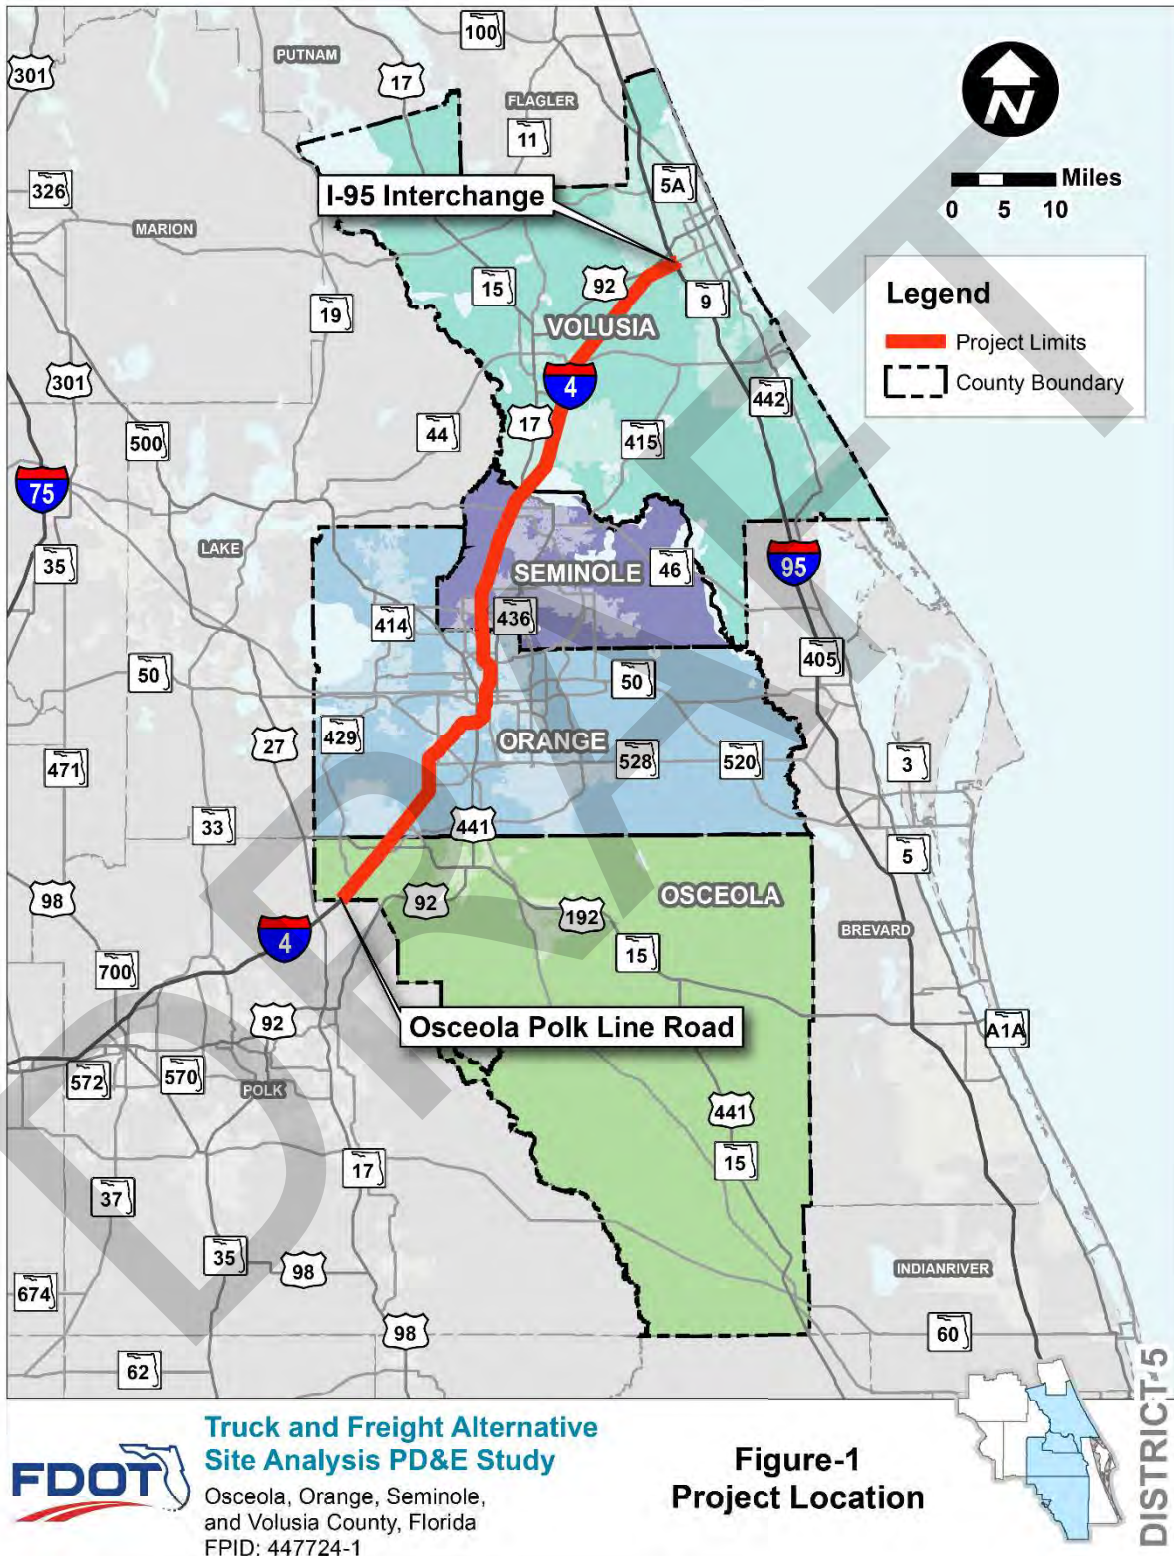 100
PUTNAM
301
17
FLAGLER
11
326
5A
I-95 Interchange
Miles
0 5 10
MARION
15
92
9
19
VOLUSIA
Legend
Project Limits
County Boundary
4
301
17
442
44
415
500
75
LAKE
35
SEMINOLE
46
95
414
436
405
50
50
27
429
ORANGE
528
520
3
471
33
441
5
98
92
OSCEOLA
192
4
BREVARD
15
700
92
Osceola Polk Line Road
A1A
572
570
POLK
441
15
17
37
35
98
INDIANRIVER
674
98
60
62
DRAFT
DISTRICT 5
FDOT
Truck and Freight Alternative
Site Analysis PD&E Study
Osceola, Orange, Seminole,
and Volusia County, Florida
FPID: 447724-1
Figure-1
Project Location
N